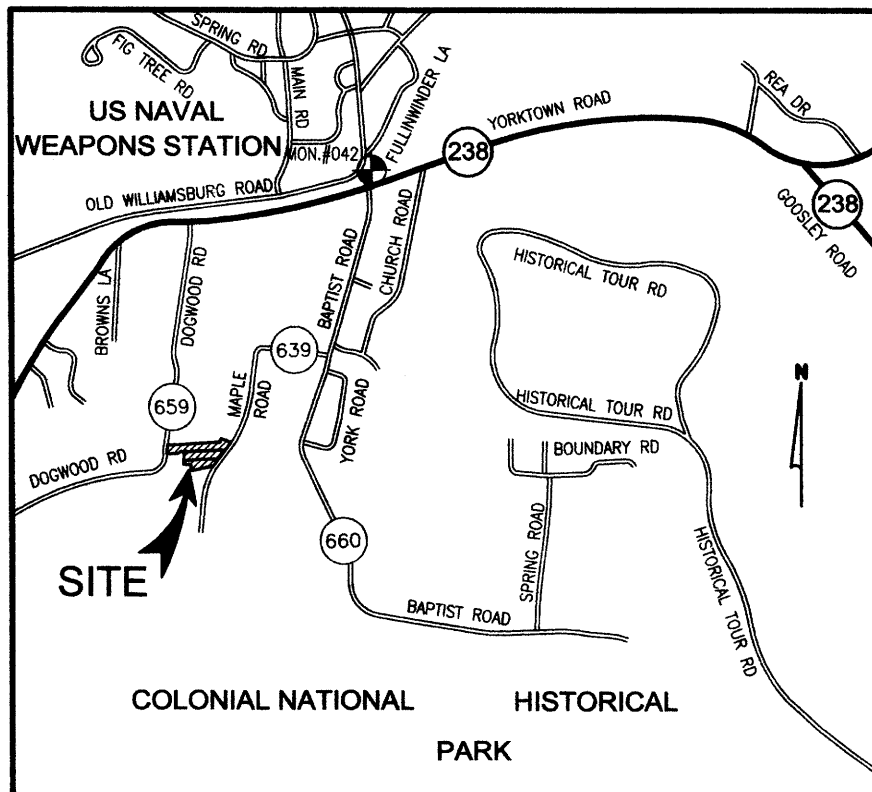 SPRING RD
FIG TREE RD
MAIN RD
FULLINWINDER LA
US NAVAL
WEAPONS STATION
MON.#042
238
YORKTOWN ROAD
REA DR
238
GOOSLEY ROAD
OLD WILLIAMSBURG ROAD
BROWNS LA
DOGWOOD RD
BAPTIST ROAD
CHURCH ROAD
HISTORICAL TOUR RD
639
MAPLE
ROAD
659
YORK ROAD
HISTORICAL TOUR RD
N
DOGWOOD RD
BOUNDARY RD
SITE
660
SPRING ROAD
HISTORICAL TOUR RD
BAPTIST ROAD
COLONIAL NATIONAL
HISTORICAL
PARK